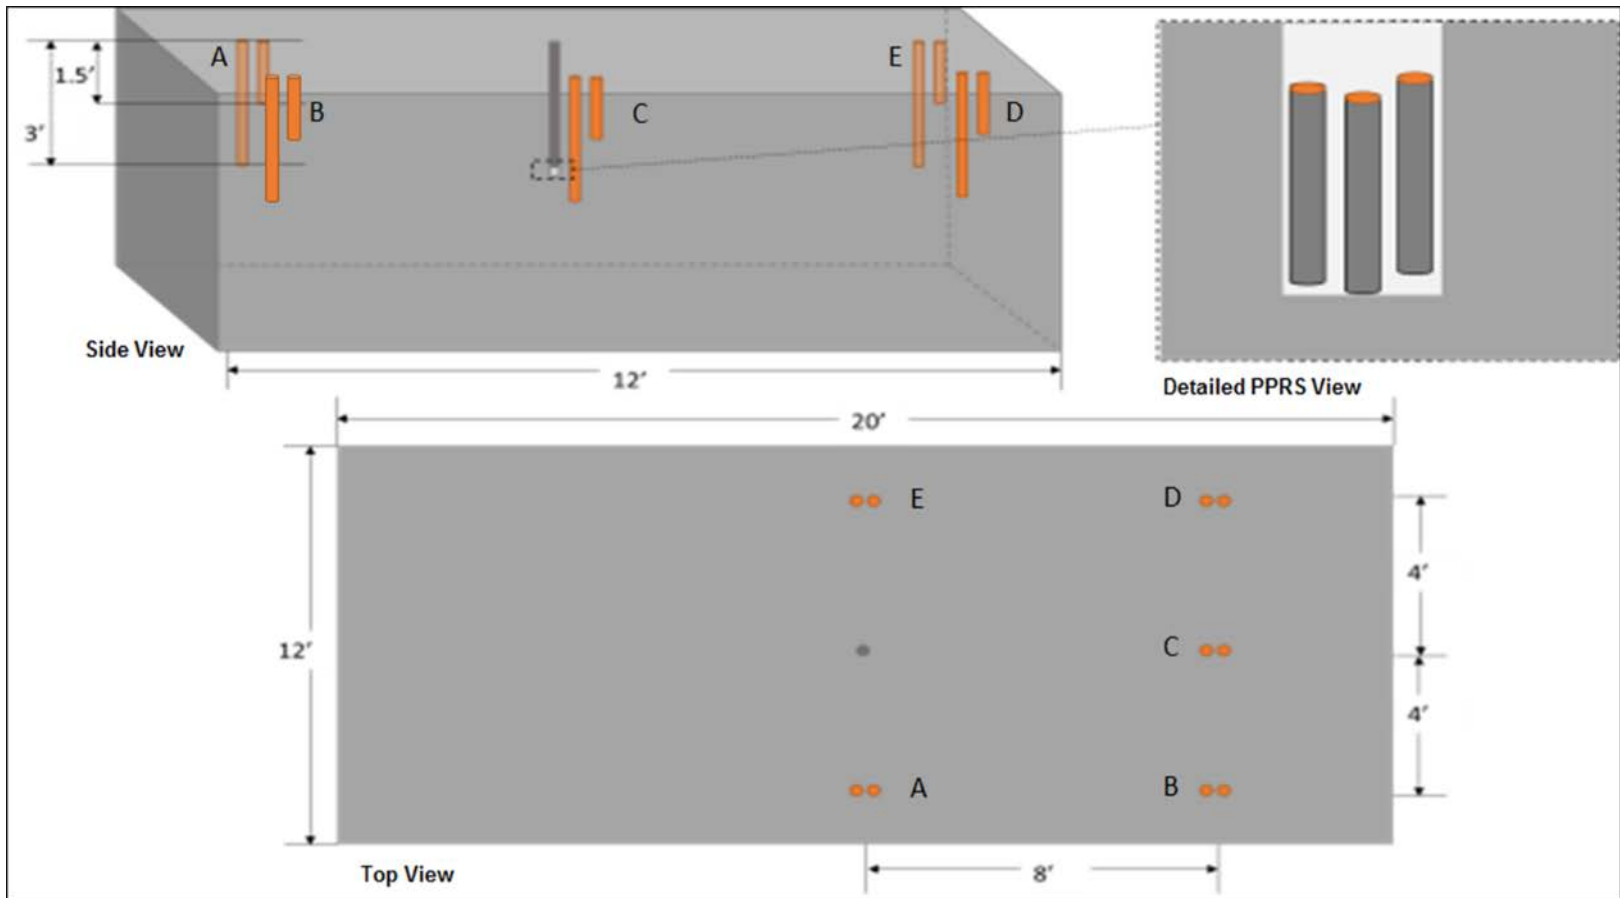 A
E
1.5'
B
C
D
3'
Side View
12'
Detailed PPRS View
20'
E
D
4'
12'
C
4'
A
B
Top View
8'